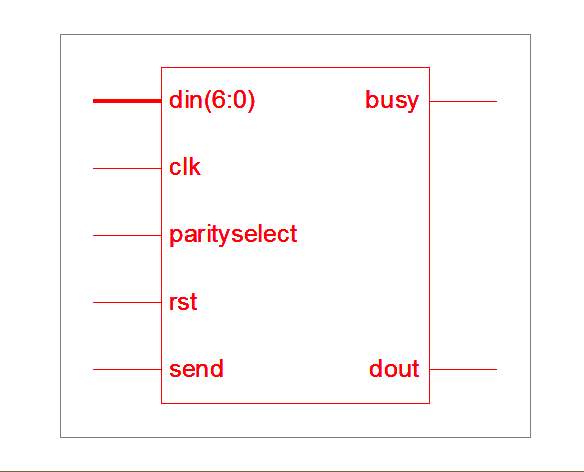 din(6:0) busy
clk
parityselect
rst
send dout